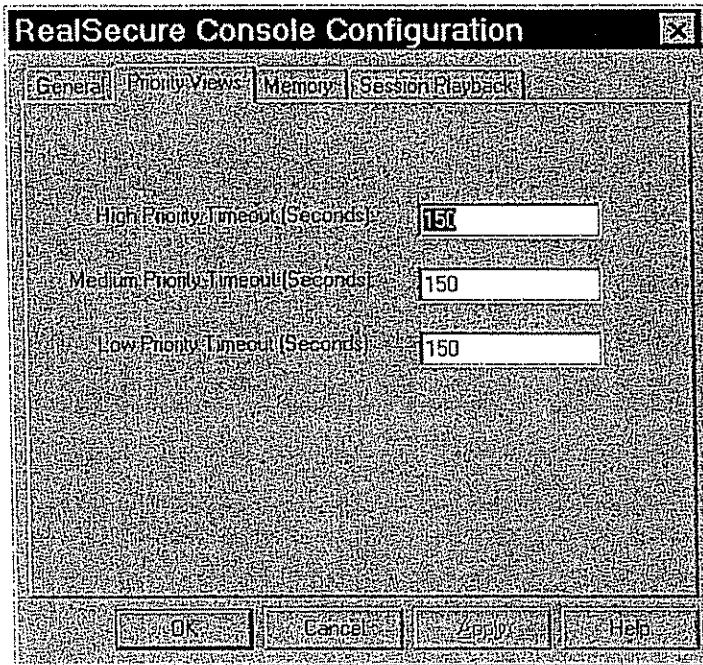 RealSecure Console Configuration
General Priority Views Memory Session Playback
High Priority Timeout (Seconds): 150
Medium Priority Timeout (Seconds): 150
Low Priority Timeout (Seconds): 150
OK Cancel Apply Help